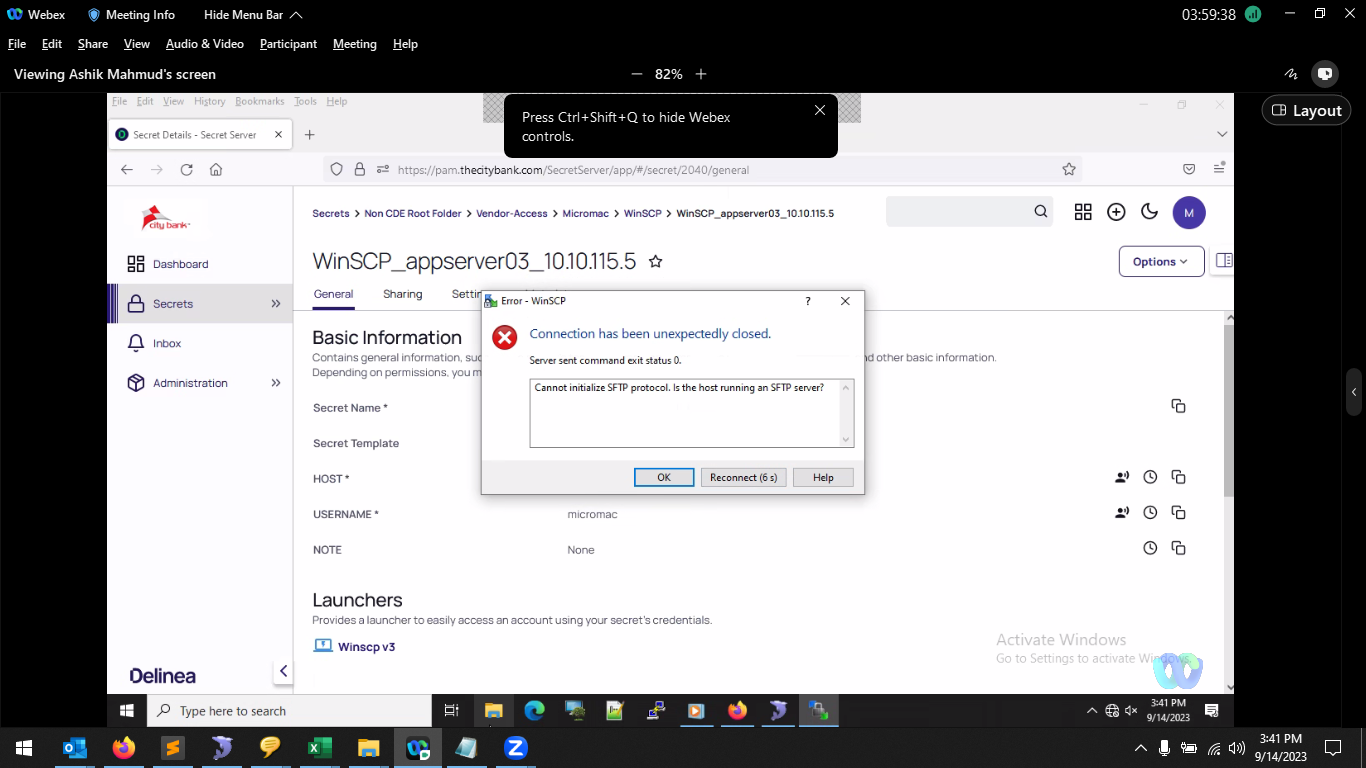 Webex
Meeting Info
Hide Menu Bar
03:59:38
File Edit Share View Audio & Video Participant Meeting Help
Viewing Ashik Mahmud's screen
82%
Layout
File Edit View History Bookmarks Tools Help
Press Ctrl+Shift+Q to hide Webex
controls.
Secret Details - Secret Server
https://pam.thecitybank.com/SecretServer/app/#/secret/2040/general
city bank
Secrets > Non CDE Root Folder > Vendor-Access > Micromac > WinSCP > WinSCP_appserver03_10.10.115.5
M
Dashboard
Secrets
Inbox
Administration
WinSCP_appserver03_10.10.115.5
Options
General Sharing
Basic Information
Contains general information,
nd other basic information.
Depending on permissions, you m
Secret Name *
Secret Template
HOST *
USERNAME *
micromac
NOTE
None
Error - WinSCP
?
Connection has been unexpectedly closed.
Server sent command exit status 0.
Cannot initialize SFTP protocol. Is the host running an SFTP server?
OK
Reconnect (6 s)
Help
Launchers
Provides a launcher to easily access an account using your secret's credentials.
Winscp v3
Activate Windows
Go to Settings to activate Windows.
Delinea
Type here to search
3:41 PM
9/14/2023
3:41 PM
9/14/2023